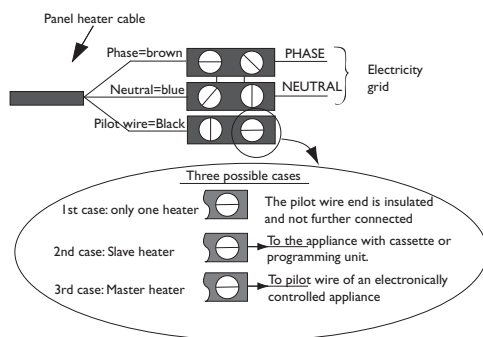 Panel heater cable
Phase=brown
PHASE
Neutral=blue
NEUTRAL
Electricity
grid
Pilot wire=Black
Three possible cases
1st case: only one heater
The pilot wire end is insulated
and not further connected
2nd case: Slave heater
To the appliance with cassette or
programming unit.
3rd case: Master heater
To pilot wire of an electronically
controlled appliance